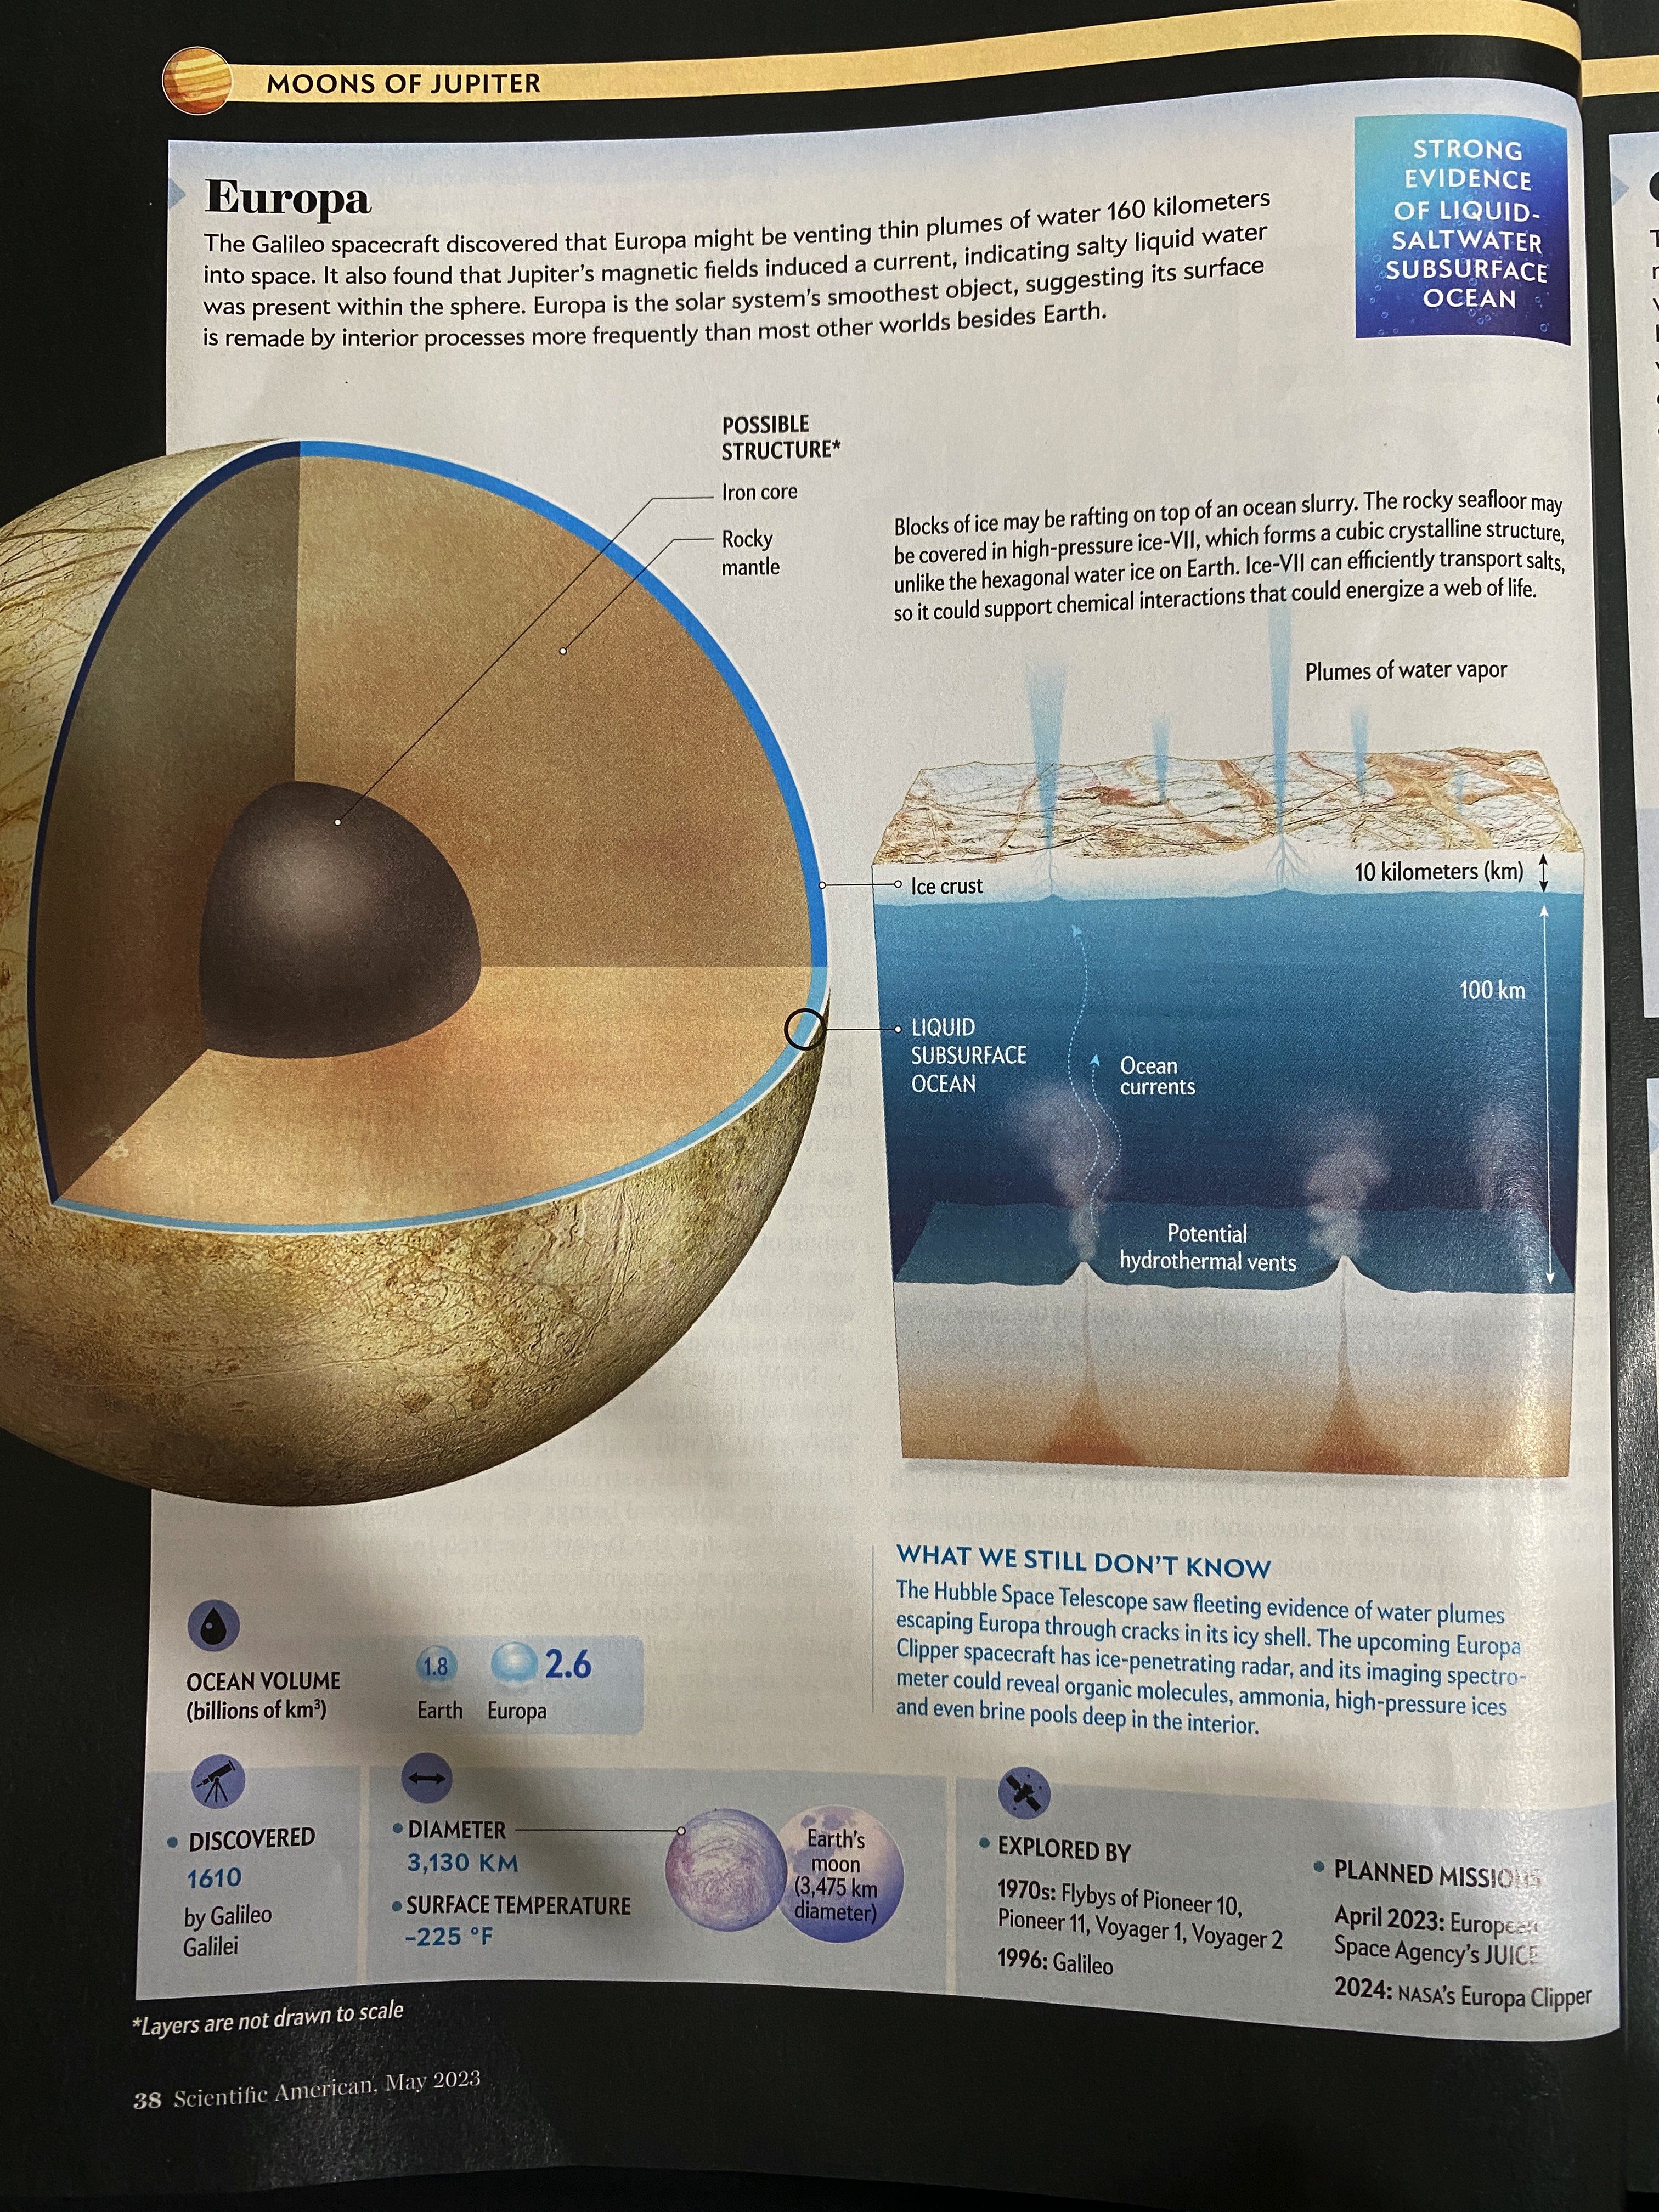 MOONS OF JUPITER
Europa
The Galileo spacecraft discovered that Europa might be venting thin plumes of water 160 kilometers
into space. It also found that Jupiter's magnetic fields induced a current, indicating salty liquid water
was present within the sphere. Europa is the solar system's smoothest object, suggesting its surface
is remade by interior processes more frequently than most other worlds besides Earth.
STRONG
EVIDENCE
OF LIQUID-
SALTWATER
SUBSURFACE
OCEAN
POSSIBLE
STRUCTURE*
Iron core
Rocky
mantle
Blocks of ice may be rafting on top of an ocean slurry. The rocky seafloor may
be covered in high-pressure ice-VII, which forms a cubic crystalline structure,
unlike the hexagonal water ice on Earth. Ice-VII can efficiently transport salts,
so it could support chemical interactions that could energize a web of life.
Plumes of water vapor
Ice crust
10 kilometers (km)
100 km
LIQUID
SUBSURFACE
OCEAN
Ocean
currents
Potential
hydrothermal vents
WHAT WE STILL DON'T KNOW
The Hubble Space Telescope saw fleeting evidence of water plumes
escaping Europa through cracks in its icy shell. The upcoming Europa
Clipper spacecraft has ice-penetrating radar, and its imaging spectro-
meter could reveal organic molecules, ammonia, high-pressure ices
and even brine pools deep in the interior.
OCEAN VOLUME
(billions of km³)
1.8
2.6
Earth
Europa
DISCOVERED
1610
by Galileo
Galilei
DIAMETER
3,130 KM
SURFACE TEMPERATURE
–225 °F
Earth's
moon
(3,475 km
diameter)
EXPLORED BY
1970s: Flybys of Pioneer 10,
Pioneer 11, Voyager 1, Voyager 2
1996: Galileo
PLANNED MISSIONS
April 2023: European
Space Agency's JUICE
2024: NASA's Europa Clipper
*Layers are not drawn to scale
38 Scientific American, May 2023